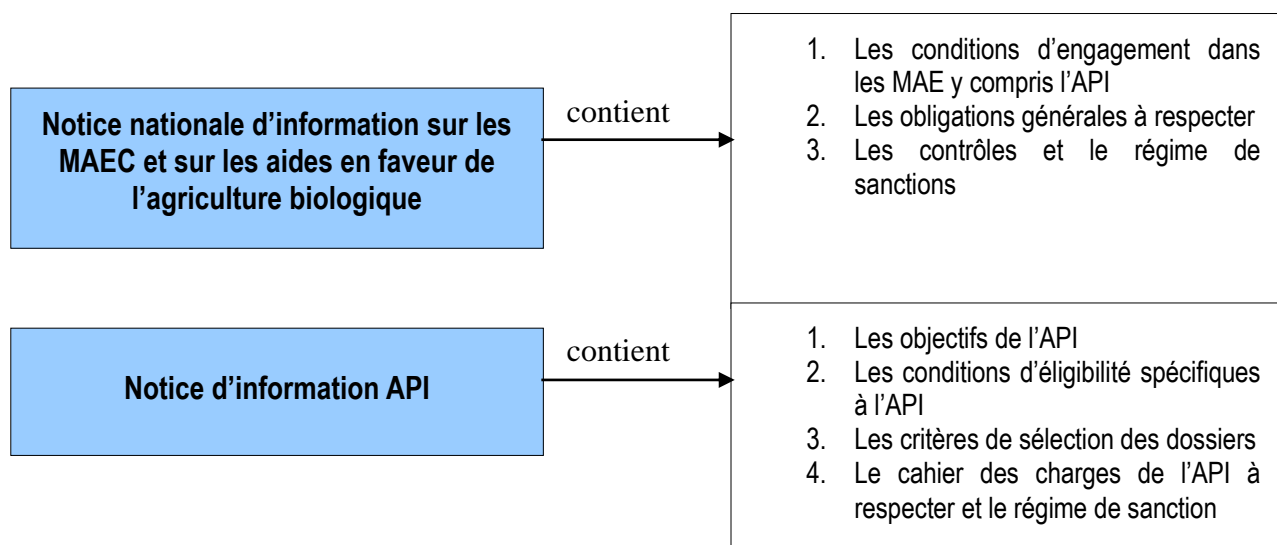 Notice nationale d'information sur les
MAEC et sur les aides en faveur de
l'agriculture biologique
contient
1. Les conditions d'engagement dans
les MAE y compris l'API
2. Les obligations générales à respecter
3. Les contrôles et le régime de
sanctions
Notice d'information API
contient
1. Les objectifs de l'API
2. Les conditions d'éligibilité spécifiques
à l'API
3. Les critères de sélection des dossiers
4. Le cahier des charges de l'API à
respecter et le régime de sanction